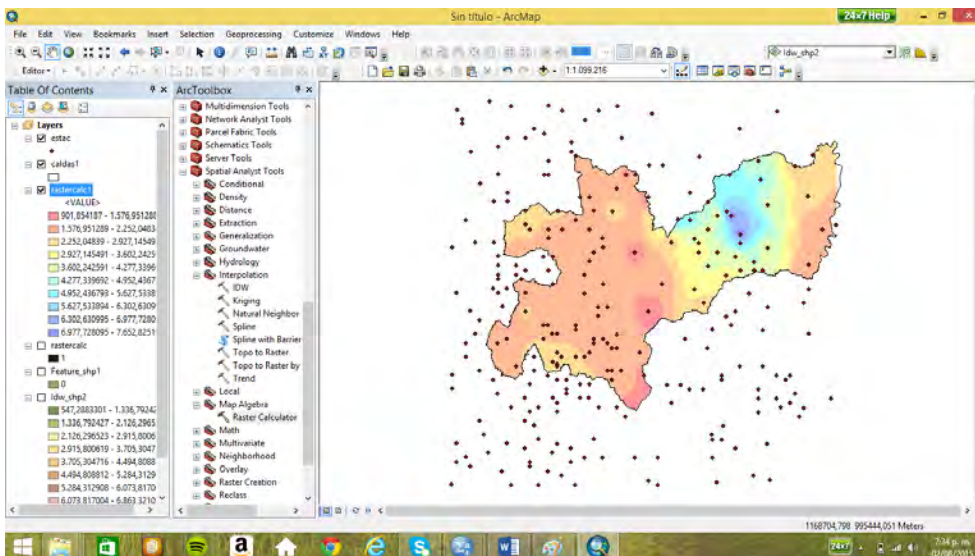 Sin título - ArcMap
24x7 Help
File Edit View Bookmarks Insert Selection Geoprocessing Customize Windows Help
Idw_shp2
Editor
1:1.099.216
Table Of Contents
ArcToolbox
Layers
estac
caldas1
rastercalc1
<VALUE>
901,854187 - 1.576,951288
1.576,951289 - 2.252,0483
2.252,04839 - 2.927,14549
2.927,145491 - 3.602,2425
3.602,242591 - 4.277,3396
4.277,339692 - 4.952,4367
4.952,436793 - 5.627,5338
5.627,533894 - 6.302,6309
6.302,630995 - 6.977,7280
6.977,728095 - 7.652,8251
rastercalc
1
Feature_shp1
0
Idw_shp2
547,2883301 - 1.336,7924
1.336,792427 - 2.126,2965
2.126,296523 - 2.915,8006
2.915,800619 - 3.705,3047
3.705,304716 - 4.494,8088
4.494,808812 - 5.284,3129
5.284,312908 - 6.073,8170
6.073,817004 - 6.863,3210
Multidimension Tools
Network Analyst Tools
Parcel Fabric Tools
Schematics Tools
Server Tools
Spatial Analyst Tools
Conditional
Density
Distance
Extraction
Generalization
Groundwater
Hydrology
Interpolation
IDW
Kriging
Natural Neighbor
Spline
Spline with Barrier
Topo to Raster
Topo to Raster by
Trend
Local
Map Algebra
Raster Calculator
Math
Multivariate
Neighborhood
Overlay
Raster Creation
Reclass
1168704,798 995444,051 Meters
24x7
7:34 p. m.
02/08/2015